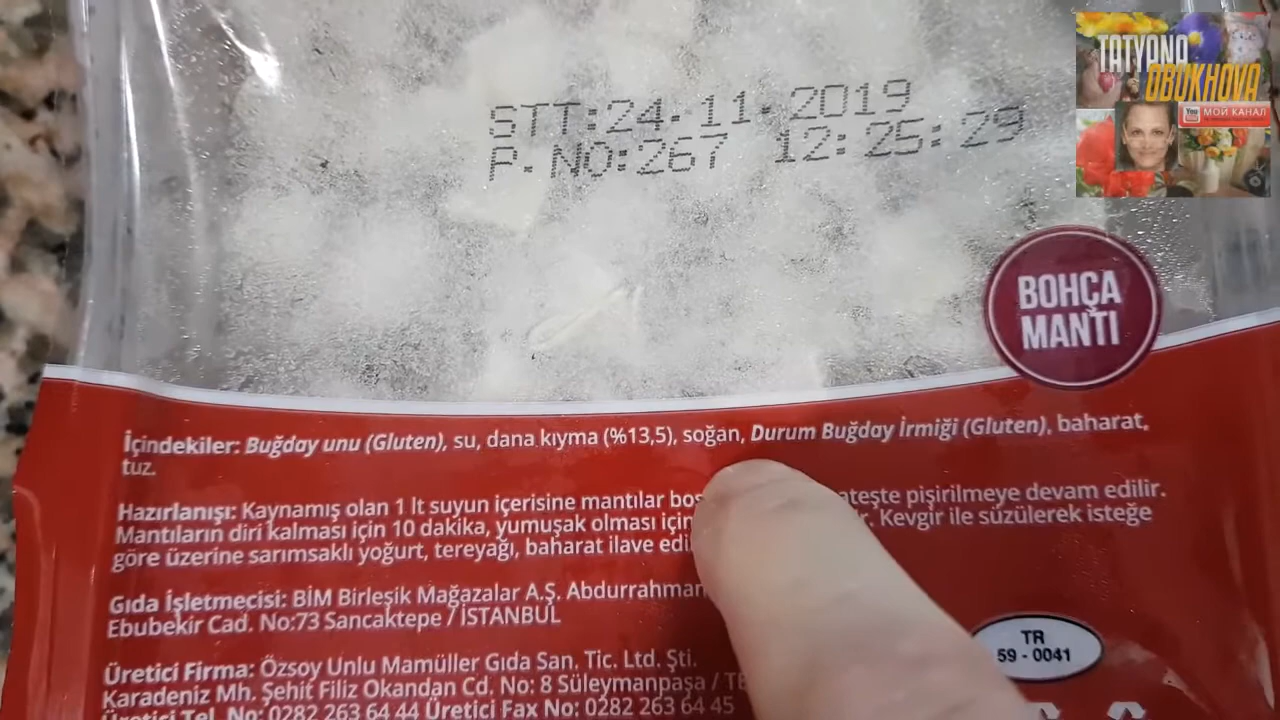 TATYANA
OBUKHOVA
МОЙ КАНАЛ
STT:24.11.2019
P.NO:267 12:25:29
BOHÇA
MANTI
İçindekiler: Buğday unu (Gluten), su, dana kıyma (%13,5), soğan, Durum Buğday İrmiği (Gluten), baharat,
tuz.
Hazırlanışı: Kaynamış olan 1 lt suyun içerisine mantılar pişirilmeye devam edilir.
Mantıların diri kalması için 10 dakika, yumuşak olması için Kevgir ile süzülerek isteğe
göre üzerine sarımsaklı yoğurt, tereyağı, baharat ilave
Gıda İşletmecisi: BİM Birleşik Mağazalar A.Ş. Abdurrahman
Ebubekir Cad. No:73 Sancaktepe / İSTANBUL
Üretici Firma: Özsoy Unlu Mamüller Gıda San. Tic. Ltd. Şti.
Karadeniz Mh. Şehit Filiz Okandan Cd. No: 8 Süleymanpaşa /
Üretici Tel. No: 0282 263 64 44 Üretici Fax No: 0282 263 64 45
TR
59 - 0041